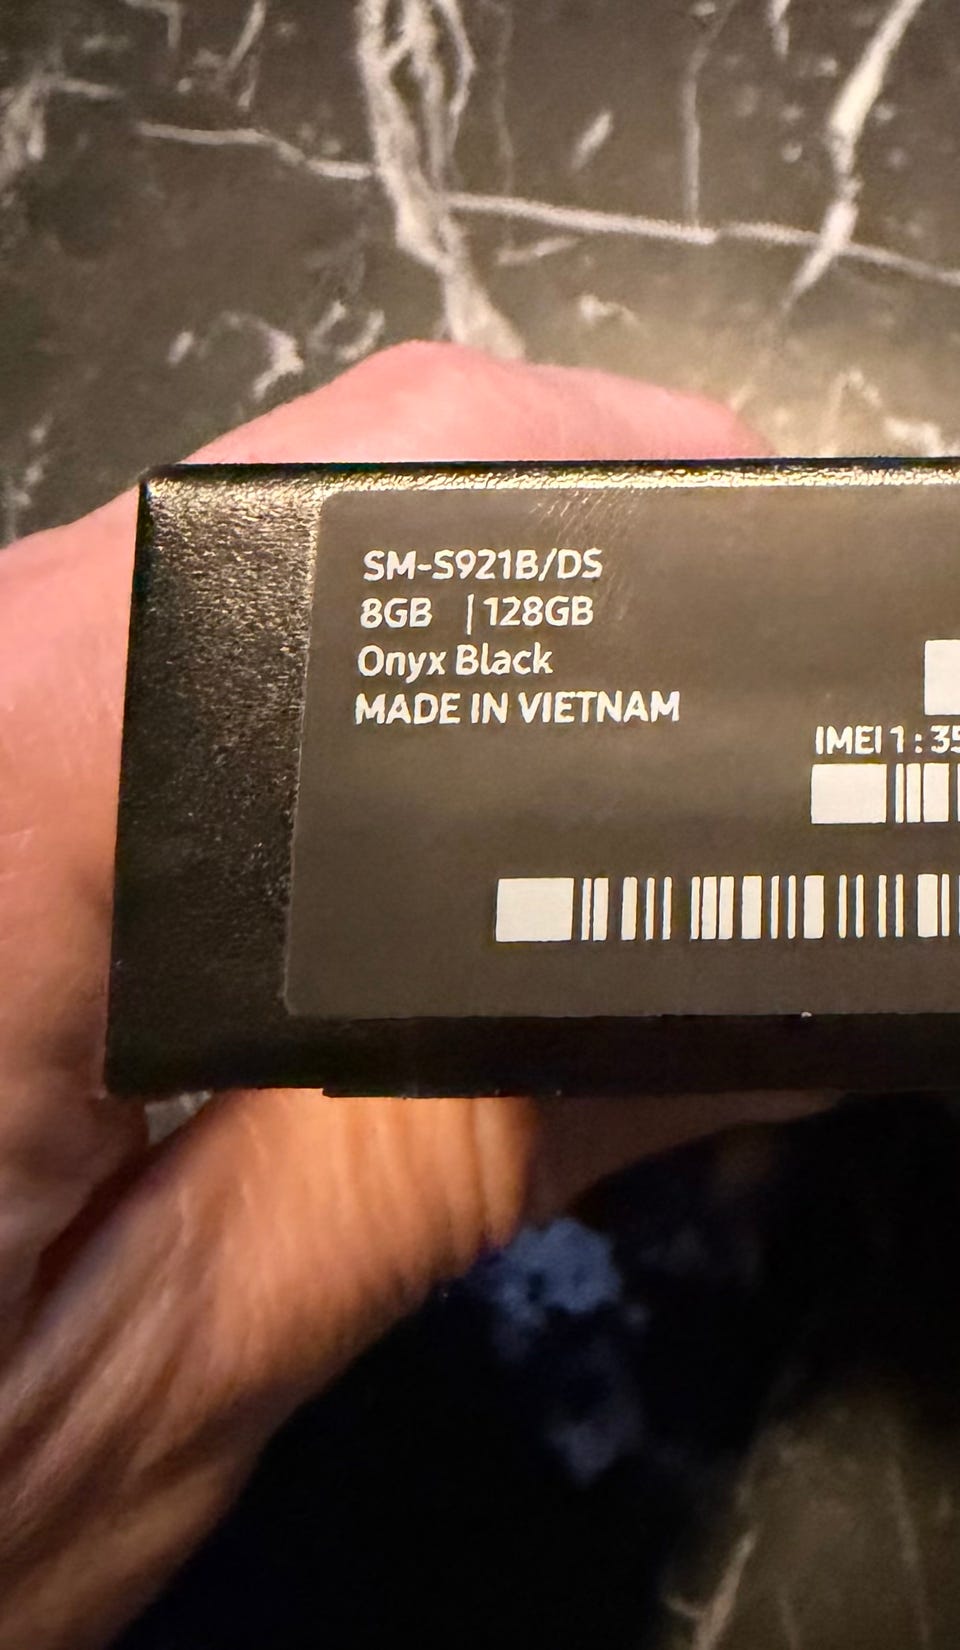 SM-S921B/DS
8GB | 128GB
Onyx Black
MADE IN VIETNAM
IMEI 1 : 35